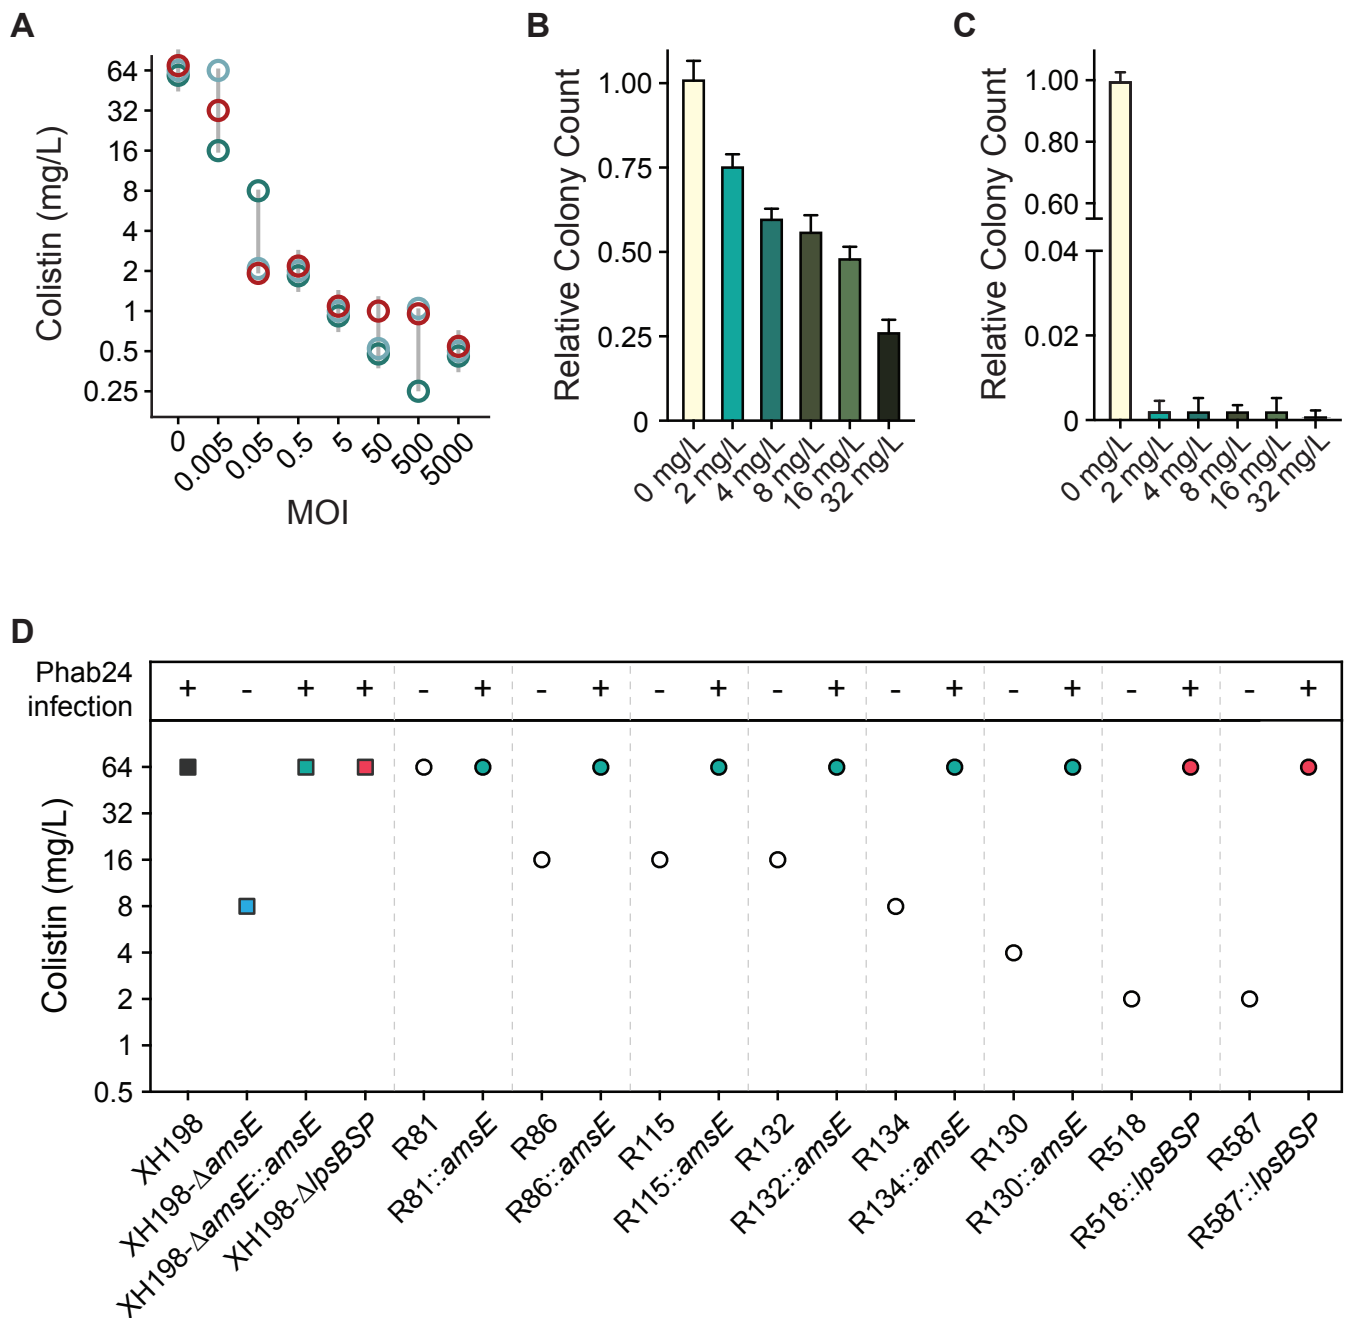 A
Colistin (mg/L)
64
32
16
8
4
2
1
0.5
0.25
0
0.005
0.05
0.5
5
50
500
5000
MOI
B
Relative Colony Count
1.00
0.75
0.50
0.25
0
0 mg/L
2 mg/L
4 mg/L
8 mg/L
16 mg/L
32 mg/L
C
Relative Colony Count
1.00
0.80
0.60
0.04
0.02
0
0 mg/L
2 mg/L
4 mg/L
8 mg/L
16 mg/L
32 mg/L
D
Phab24
infection
+ - + + - + - + - + - + - + - + - + - +
Colistin (mg/L)
64
32
16
8
4
2
1
0.5
XH198
XH198-ΔamsE
XH198-ΔamsE::amsE
XH198-ΔlpsBSP
R81
R81::amsE
R86
R86::amsE
R115
R115::amsE
R132
R132::amsE
R134
R134::amsE
R130
R130::amsE
R518
R518::lpsBSP
R587
R587::lpsBSP